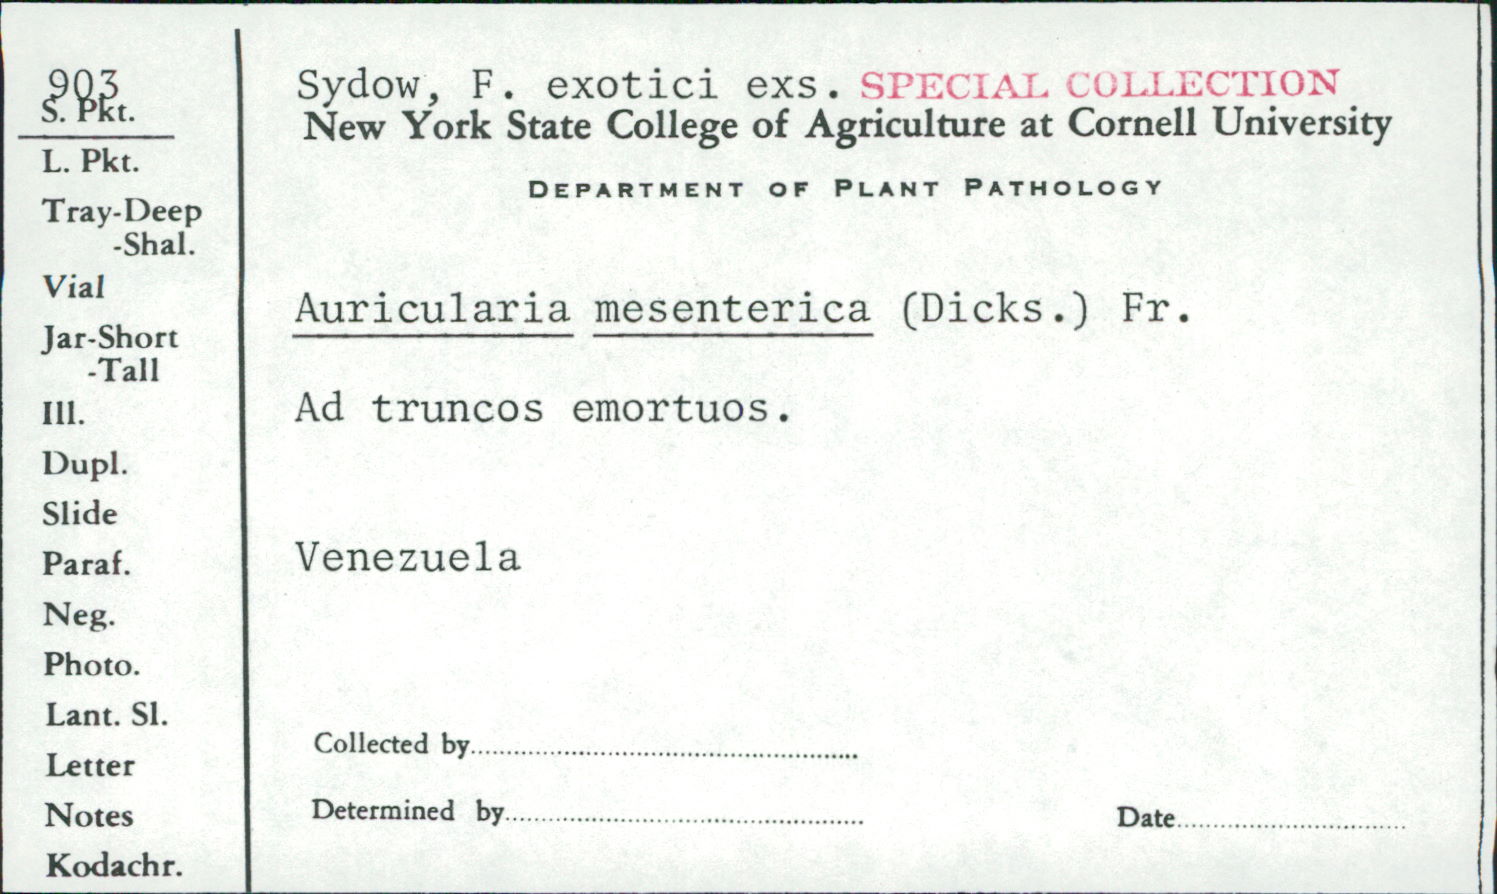 903
S. Pkt.
L. Pkt.
Tray-Deep
-Shal.
Vial
Jar-Short
-Tall
Ill.
Dupl.
Slide
Paraf.
Neg.
Photo.
Lant. Sl.
Letter
Notes
Kodachr.
Sydow, F. exotici exs. SPECIAL COLLECTION
New York State College of Agriculture at Cornell University
DEPARTMENT OF PLANT PATHOLOGY
Auricularia mesenterica (Dicks.) Fr.
Ad truncos emortuos.
Venezuela
Collected by
Determined by
Date